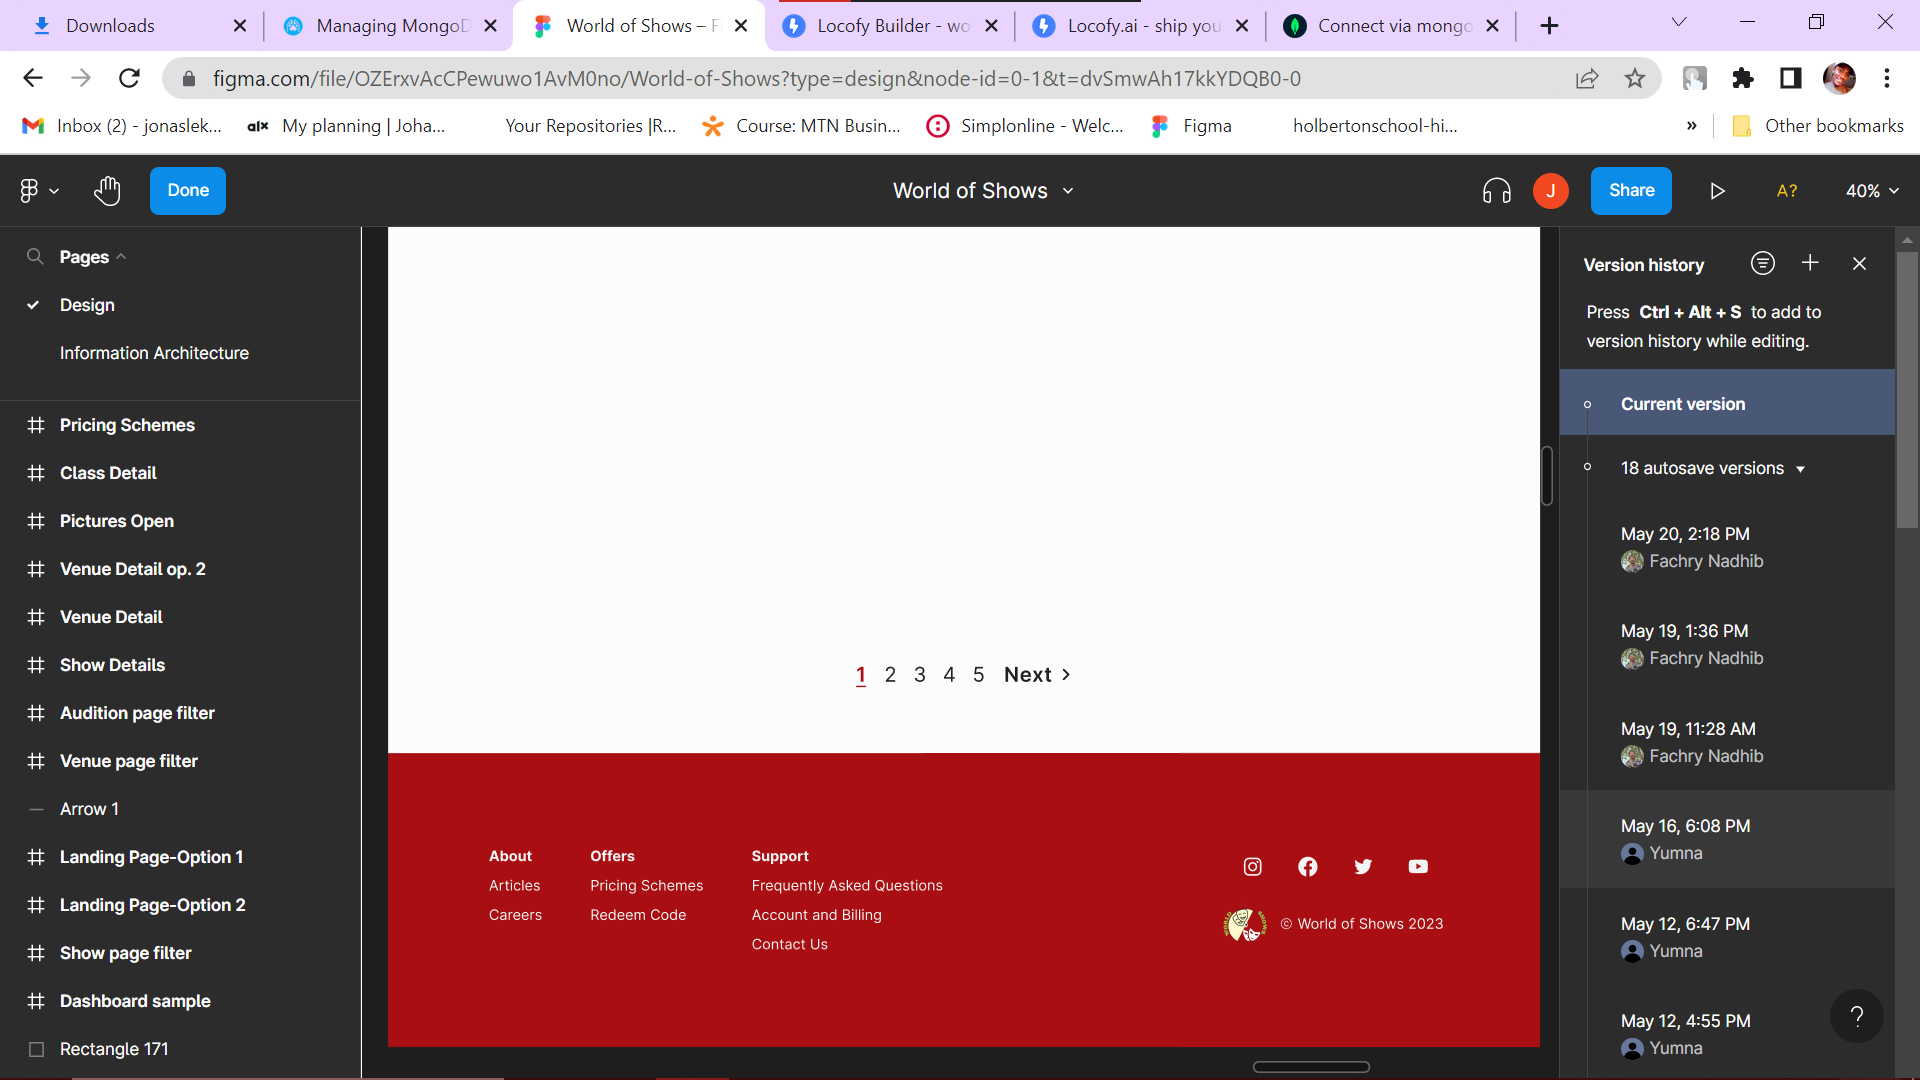 Downloads
Managing MongoD
World of Shows – Fi
Locofy Builder - wo
Locofy.ai - ship you
Connect via mongo
figma.com/file/OZErxvAcCPewuwo1AvM0no/World-of-Shows?type=design&node-id=0-1&t=dvSmwAh17kkYDQB0-0
Inbox (2) - jonaslek...
alx My planning | Joha...
Your Repositories |R...
Course: MTN Busin...
Simplonline - Welc...
Figma
holbertonschool-hi...
»
Other bookmarks
Done
World of Shows
J
Share
A?
40%
Pages
Design
Information Architecture
Pricing Schemes
Class Detail
Pictures Open
Venue Detail op. 2
Venue Detail
Show Details
Audition page filter
Venue page filter
Arrow 1
Landing Page-Option 1
Landing Page-Option 2
Show page filter
Dashboard sample
Rectangle 171
1 2 3 4 5 Next >
About
Articles
Careers
Offers
Pricing Schemes
Redeem Code
Support
Frequently Asked Questions
Account and Billing
Contact Us
WORLD SHOWS
© World of Shows 2023
Version history
Press Ctrl + Alt + S to add to
version history while editing.
Current version
18 autosave versions
May 20, 2:18 PM
Fachry Nadhib
May 19, 1:36 PM
Fachry Nadhib
May 19, 11:28 AM
Fachry Nadhib
May 16, 6:08 PM
Yumna
May 12, 6:47 PM
Yumna
May 12, 4:55 PM
Yumna
?